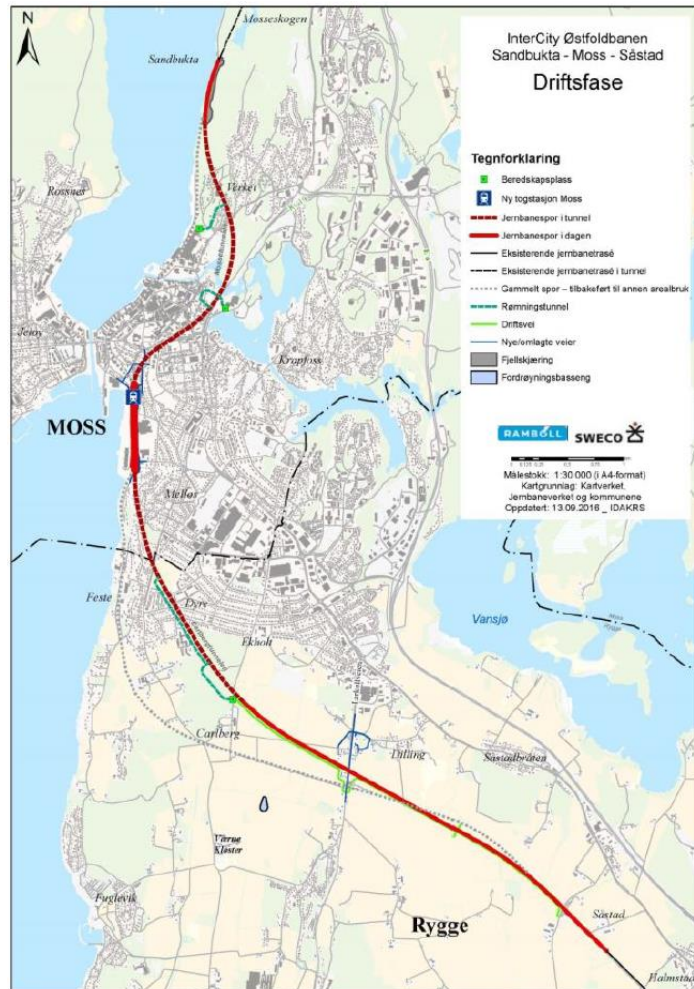 InterCity Østfoldbanen
Sandbukta - Moss - Såstad
Driftsfase
Tegnforklaring
Beredskapsplass
Ny togstasjon Moss
Jernbanespor i tunnel
Jernbanespor i dagen
Eksisterende jernbanetrasé
Eksisterende jernbanetrasé i tunnel
Gammelt spor – tilbakeført til annen arealbruk
Rømningstunnel
Driftsvei
Nye/omlagte veier
Fjellskjæring
Fordrøyningsbasseng
RAMBOLL SWECO
Målestokk: 1:30 000 (i A4-format)
Kartgrunnlag: Kartverket,
Jernbaneverket og kommunene
Oppdatert: 13.09.2016 _ IDAKRS
N
Mosseskogen
Sandbukta
Rossnes
Verket
Jeløy
Krapfoss
MOSS
Melløs
Feste
Dyre
Vansjø
Ekholt
Carlberg
Dilling
Såstadbråten
Værne
Kloster
Fuglevik
Rygge
Såstad
Halmstad